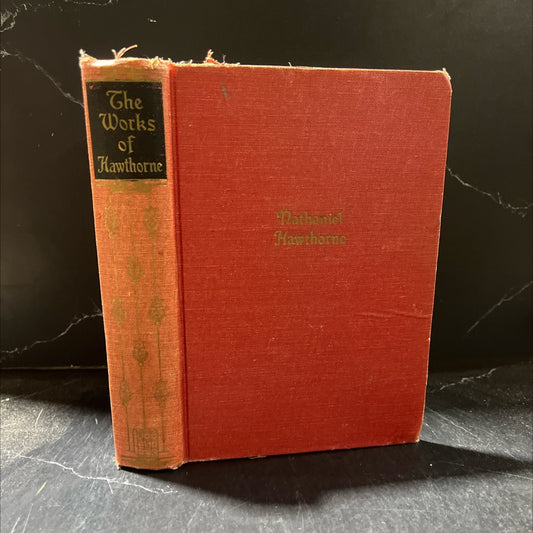 The
Works
of
Hawthorne
Nathaniel
Hawthorne